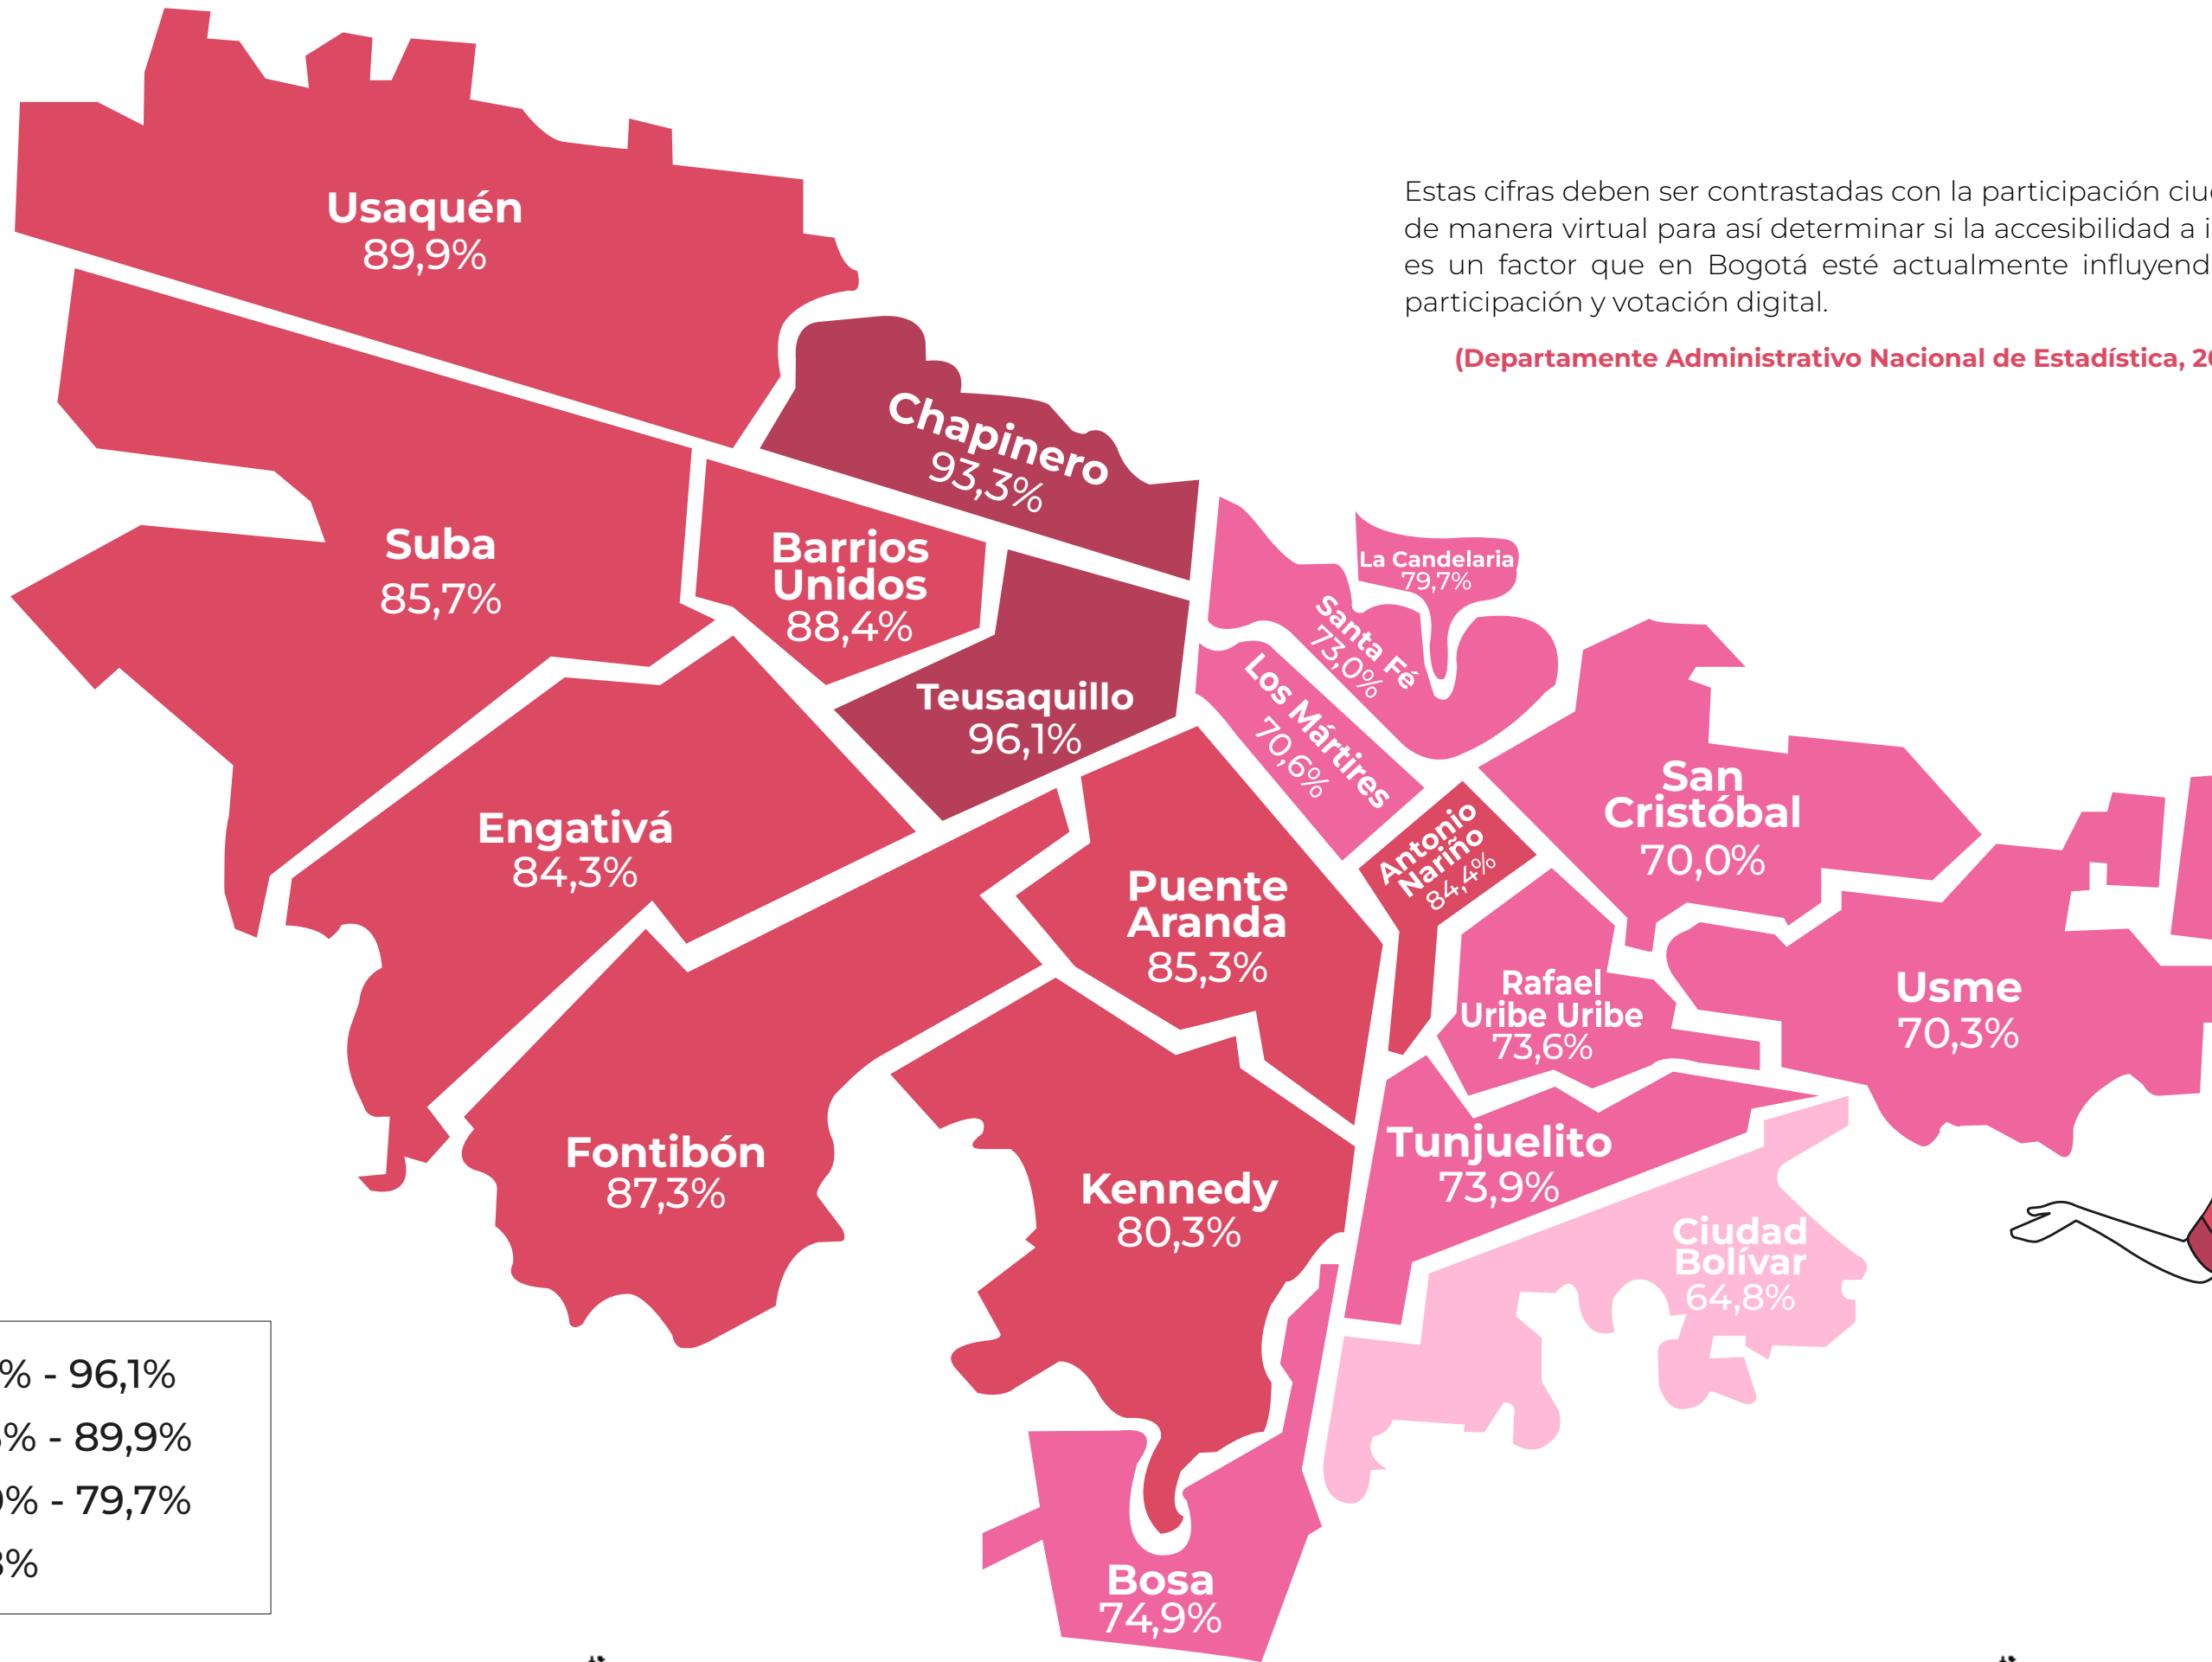 Usaquén
89,9%
Estas cifras deben ser contrastadas con la participación
de manera virtual para así determinar si la accesibilidad a
es un factor que en Bogotá esté actualmente
participación y votación digital.
(Departamente Administrativo Nacional de Estadística,
Chapinero
93,3%
Suba
85,7%
Barrios
Unidos
88,4%
La Candelaria
79,7%
Santa Fé
73,0%
Teusaquillo
96,1%
Los Mártires
70,6%
San
Cristóbal
70,0%
Engativá
84,3%
Antonio
Nariño
84,4%
Puente
Aranda
85,3%
Rafael
Uribe Uribe
73,6%
Usme
70,3%
Fontibón
87,3%
Kennedy
80,3%
Tunjuelito
73,9%
Ciudad
Bolívar
64,8%
Bosa
74,9%
% - 96,1%
% - 89,9%
% - 79,7%
%